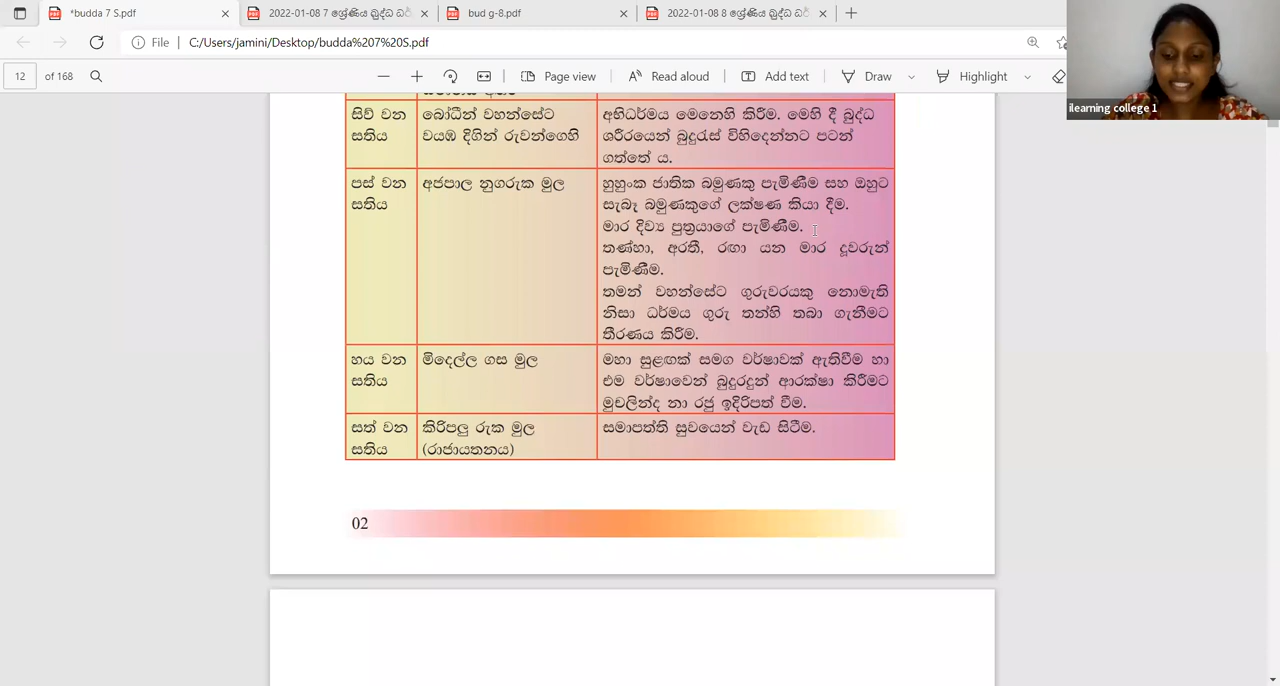 *budda 7 S.pdf
2022-01-08 7 ශ්‍රේණිය බුද්ධ
bud g-8.pdf
2022-01-08 8 ශ්‍රේණිය බුද්ධ
File C:/Users/jamini/Desktop/budda%207%20S.pdf
12 of 168
Page view
Read aloud
Add text
Draw
Highlight
ilearning college 1
සිව් වන බෝධීන් වහන්සේට අභිධර්මය මෙනෙහි කිරීම. මෙහි දී බුද්ධ
සතිය වයඹ දිගින් රුවන්ගෙහි ශරීරයෙන් බුදුරැස් විහිදෙන්නට පටන්
ගත්තේ ය.
පස් වන අජපාල නුගරුක මුල හුහුංක ජාතික බමුණකු පැමිණීම සහ ඔහුට
සතිය සැබෑ බමුණකුගේ ලක්ෂණ කියා දීම.
මාර දිව්‍ය පුත්‍රයාගේ පැමිණීම.
තණ්හා, අරතී, රඟා යන මාර දූවරුන්
පැමිණීම.
තමන් වහන්සේට ගුරුවරයකු නොමැති
නිසා ධර්මය ගුරු තන්හි තබා ගැනීමට
තීරණය කිරීම.
හය වන මිදෙල්ල ගස මුල මහා සුළඟක් සමග වර්ෂාවක් ඇතිවීම හා
සතිය එම වර්ෂාවෙන් බුදුරදුන් ආරක්ෂා කිරීමට
මුචලින්ද නා රජු ඉදිරිපත් වීම.
සත් වන කිරිපලු රුක මුල සමාපත්ති සුවයෙන් වැඩ සිටීම.
සතිය (රාජායතනය)
02